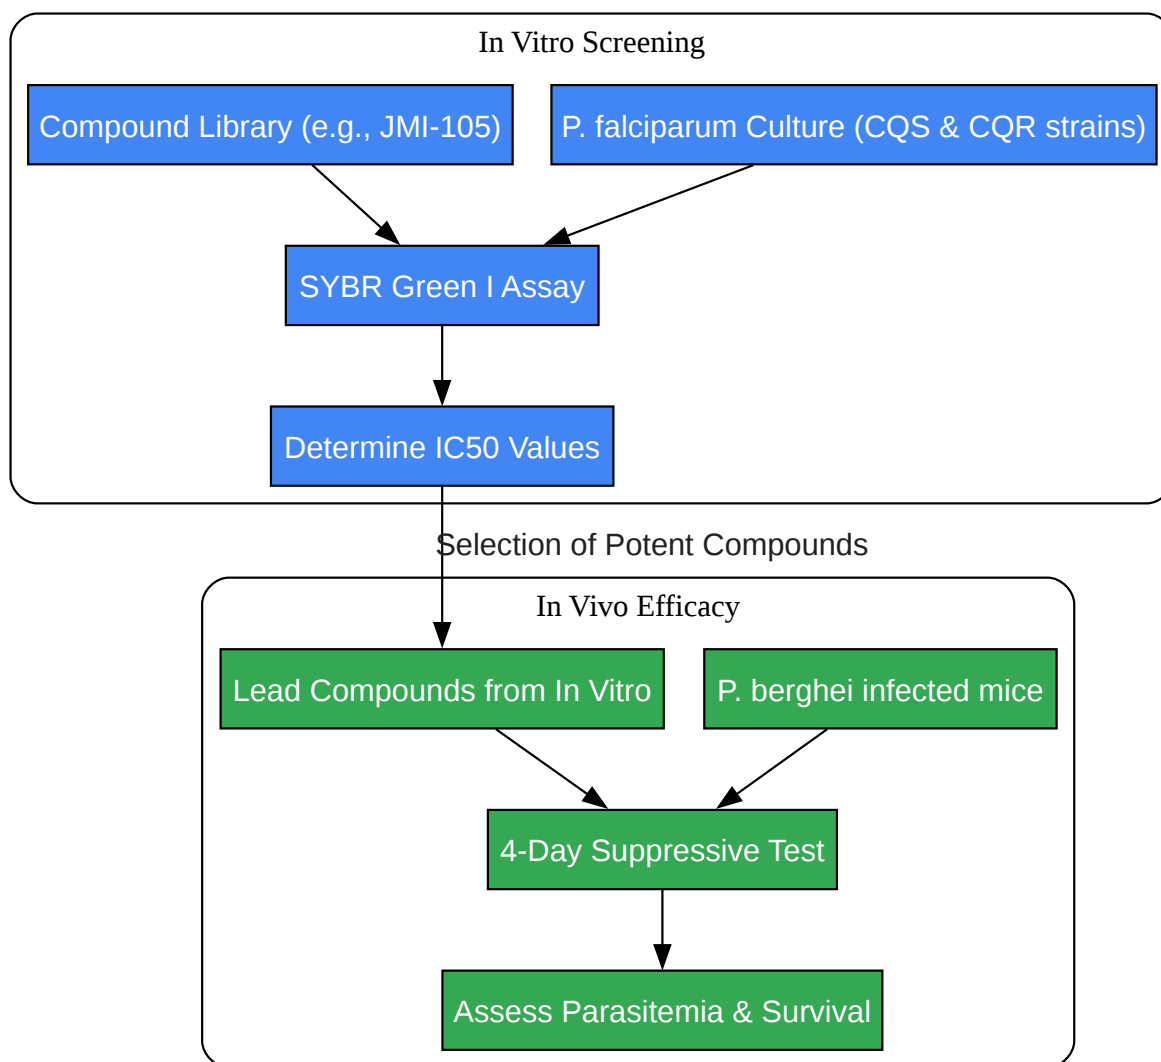 In Vitro Screening
Compound Library (e.g., JMI-105)
P. falciparum Culture (CQS & CQR strains)
SYBR Green I Assay
Determine IC50 Values
Selection of Potent Compounds
In Vivo Efficacy
Lead Compounds from In Vitro
P. berghei infected mice
4-Day Suppressive Test
Assess Parasitemia & Survival